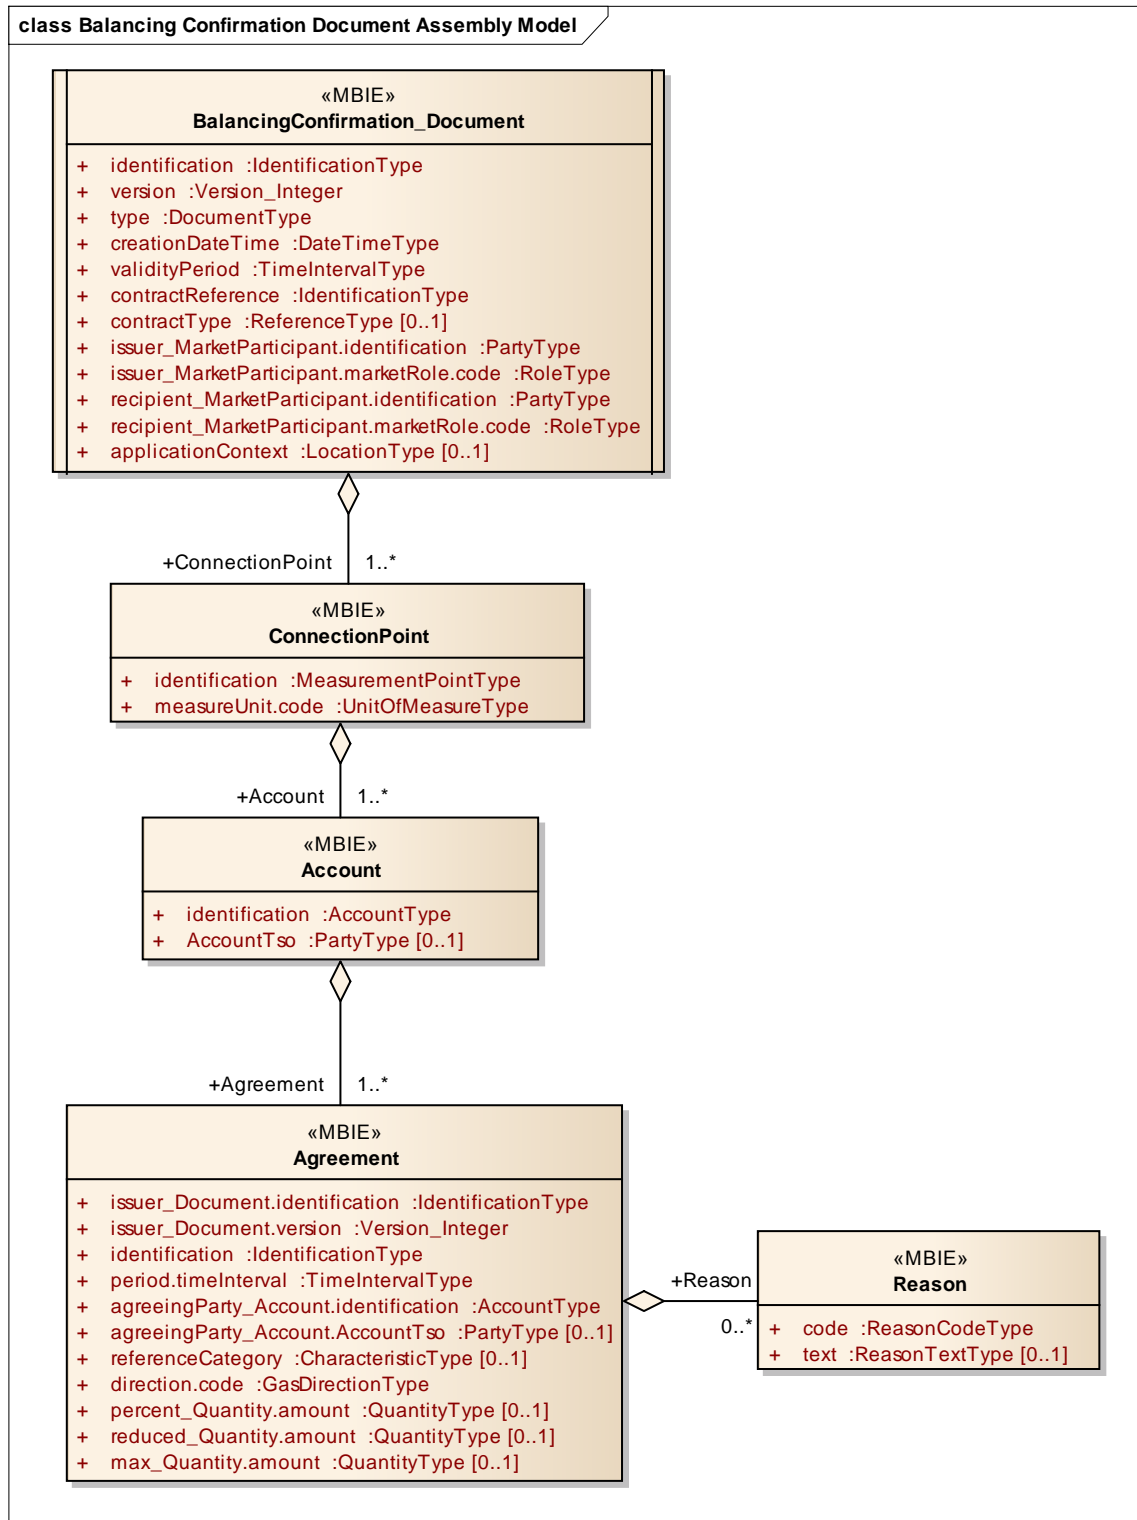 class Balancing Confirmation Document Assembly Model
«MBIE»
BalancingConfirmation_Document
+ identification :IdentificationType
+ version :Version_Integer
+ type :DocumentType
+ creationDateTime :DateTimeType
+ validityPeriod :TimeIntervalType
+ contractReference :IdentificationType
+ contractType :ReferenceType [0..1]
+ issuer_MarketParticipant.identification :PartyType
+ issuer_MarketParticipant.marketRole.code :RoleType
+ recipient_MarketParticipant.identification :PartyType
+ recipient_MarketParticipant.marketRole.code :RoleType
+ applicationContext :LocationType [0..1]
+ConnectionPoint 1..*
«MBIE»
ConnectionPoint
+ identification :MeasurementPointType
+ measureUnit.code :UnitOfMeasureType
+Account 1..*
«MBIE»
Account
+ identification :AccountType
+ AccountTso :PartyType [0..1]
+Agreement 1..*
«MBIE»
Agreement
+ issuer_Document.identification :IdentificationType
+ issuer_Document.version :Version_Integer
+ identification :IdentificationType
+ period.timeInterval :TimeIntervalType
+ agreeingParty_Account.identification :AccountType
+ agreeingParty_Account.AccountTso :PartyType [0..1]
+ referenceCategory :CharacteristicType [0..1]
+ direction.code :GasDirectionType
+ percent_Quantity.amount :QuantityType [0..1]
+ reduced_Quantity.amount :QuantityType [0..1]
+ max_Quantity.amount :QuantityType [0..1]
+Reason
0..*
«MBIE»
Reason
+ code :ReasonCodeType
+ text :ReasonTextType [0..1]